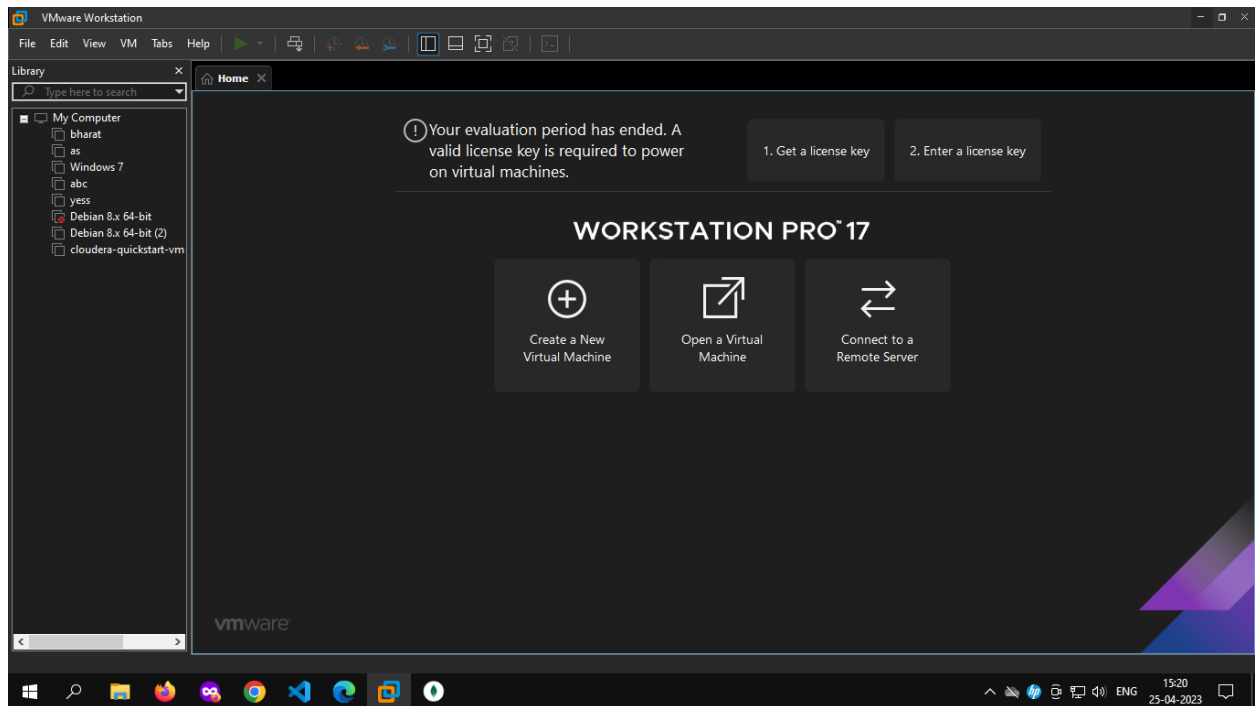 VMware Workstation
File Edit View VM Tabs Help
Library
Type here to search
My Computer
bharat
as
Windows 7
abc
yess
Debian 8.x 64-bit
Debian 8.x 64-bit (2)
cloudera-quickstart-vm
Home
Your evaluation period has ended. A
valid license key is required to power
on virtual machines.
1. Get a license key
2. Enter a license key
WORKSTATION PRO™ 17
Create a New
Virtual Machine
Open a Virtual
Machine
Connect to a
Remote Server
vmware
hp
ENG
15:20
25-04-2023